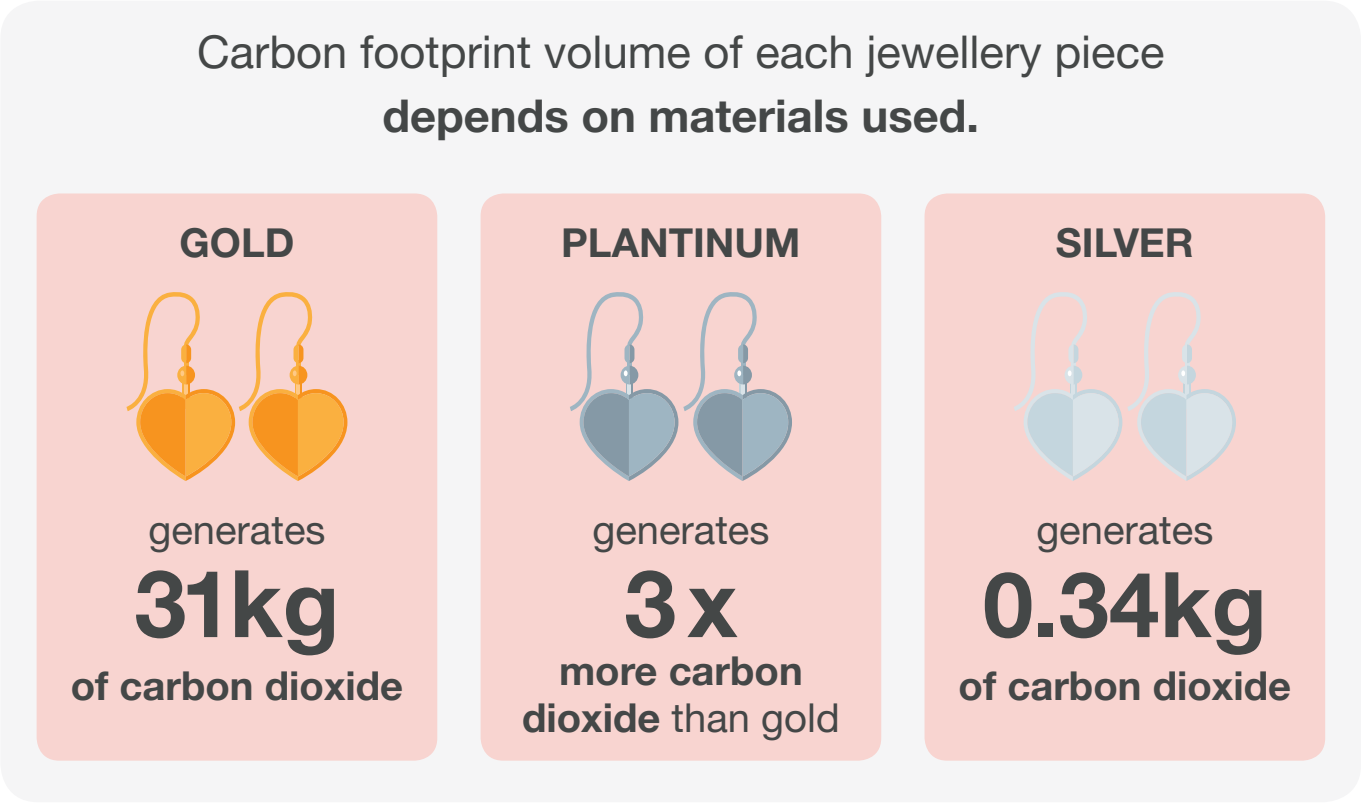 Carbon footprint volume of each jewellery piece
depends on materials used.
GOLD
generates
31kg
of carbon dioxide
PLANTINUM
generates
3x
more carbon
dioxide than gold
SILVER
generates
0.34kg
of carbon dioxide